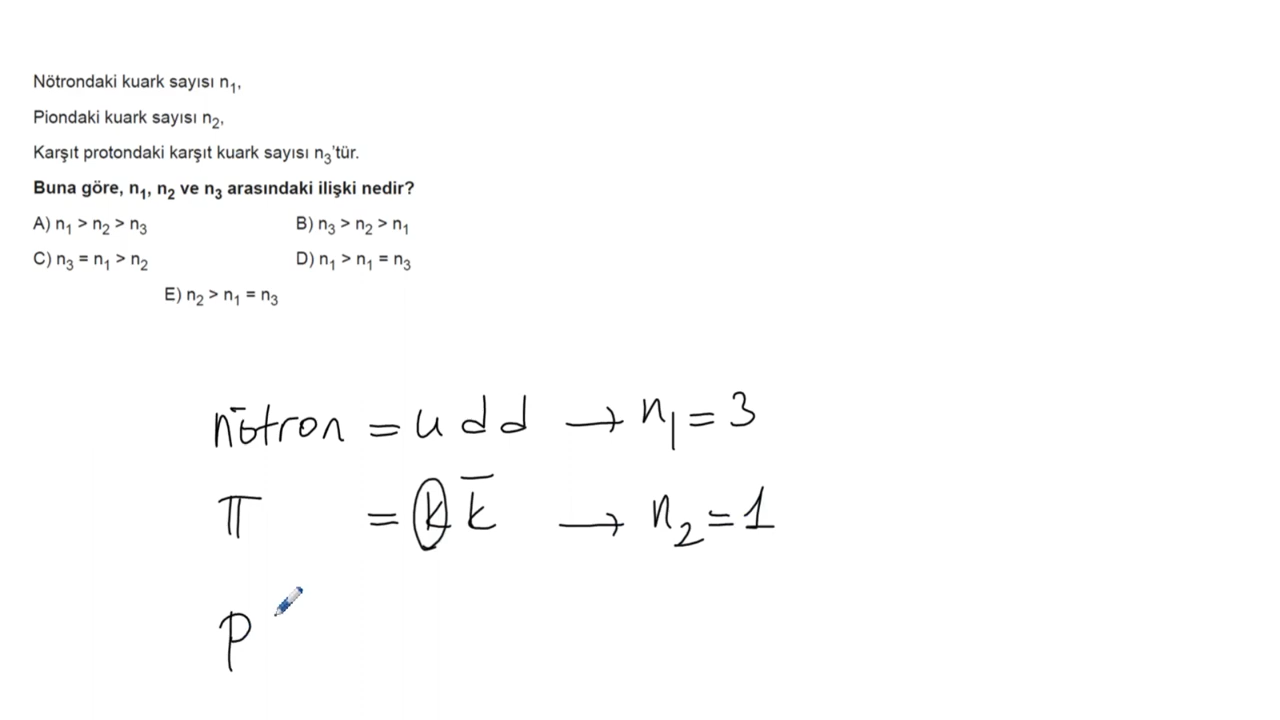 Nötrondaki kuark sayısı n₁,
Piondaki kuark sayısı n₂,
Karşıt protondaki karşıt kuark sayısı n₃'tür.
Buna göre, n₁, n₂ ve n₃ arasındaki ilişki nedir?
A) n₁ > n₂ > n₃ B) n₃ > n₂ > n₁
C) n₃ = n₁ > n₂ D) n₁ > n₁ = n₃
E) n₂ > n₁ = n₃
nötron = u d d → n₁ = 3
π = k k̅ → n₂ = 1
p